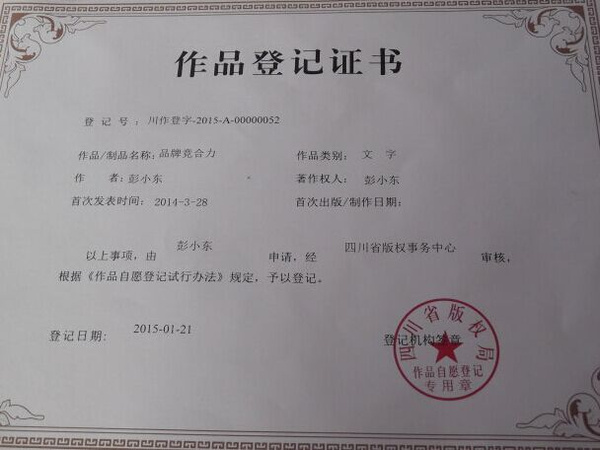 作品登记证书
登 记 号：川作登字-2015-A-00000052
作品/制品名称：品牌竞合力 作品类别：文 字
作 者：彭小东 著作权人：彭小东
首次发表时间：2014-3-28 首次出版/制作日期：
以上事项，由 彭小东 申请，经 四川省版权事务中心 审核，
根据《作品自愿登记试行办法》规定，予以登记。
登记日期： 2015-01-21
登记机构签章
四川省版权局
作品自愿登记
专用章